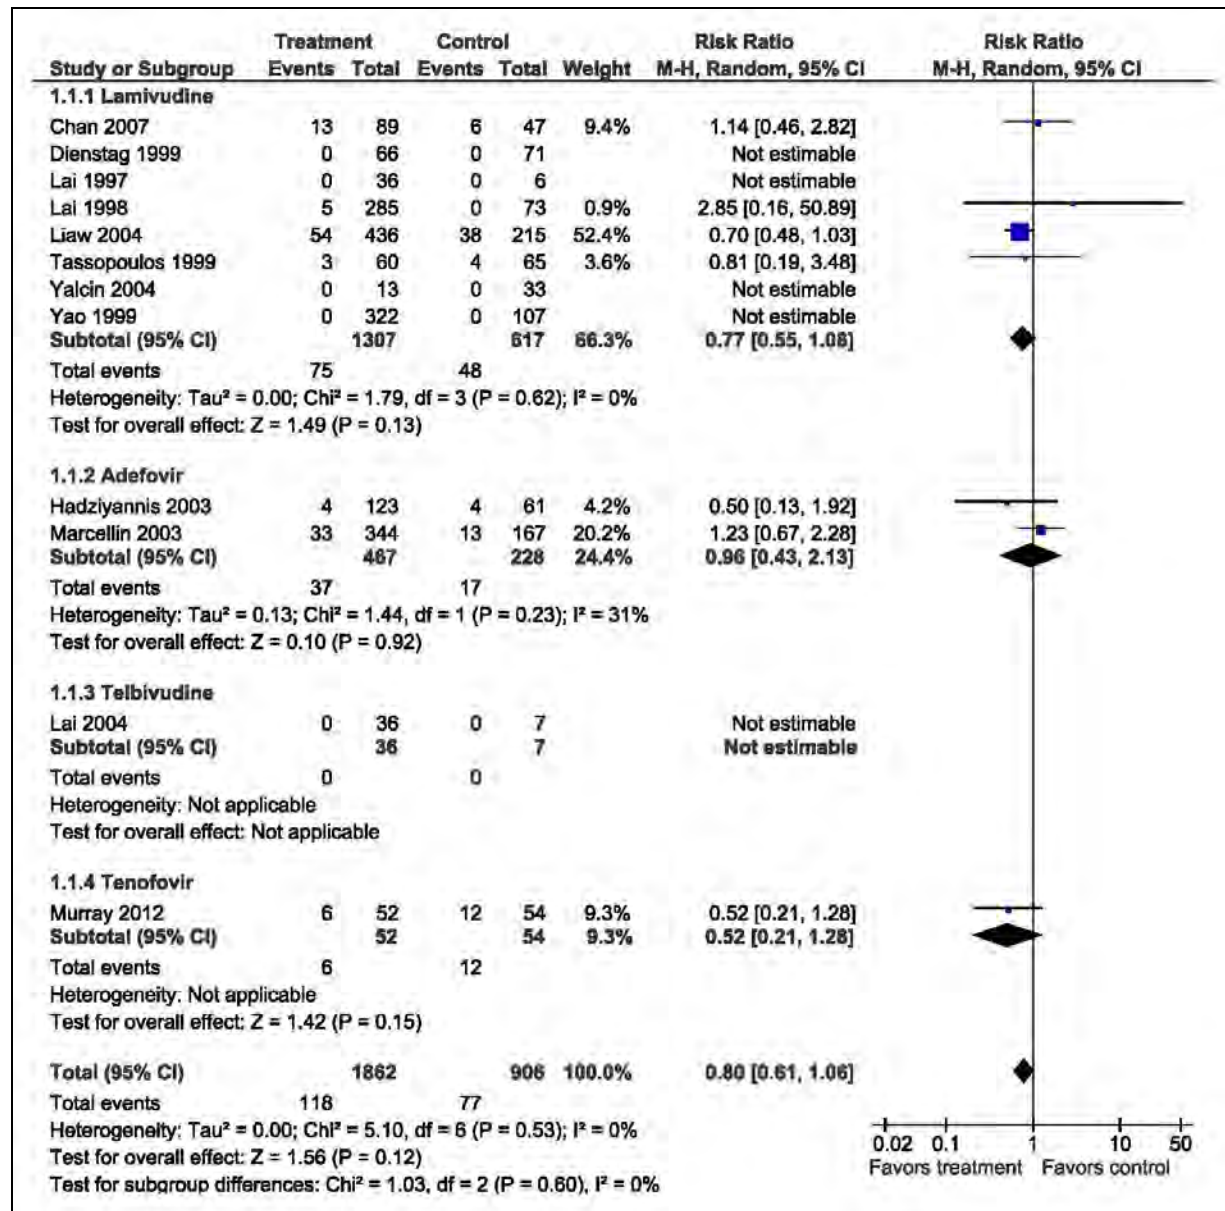 Treatment Control Risk Ratio Risk Ratio
Study or Subgroup Events Total Events Total Weight M-H, Random, 95% CI M-H, Random, 95% CI
1.1.1 Lamivudine
Chan 2007 13 89 6 47 9.4% 1.14 [0.46, 2.82]
Dienstag 1999 0 66 0 71 Not estimable
Lai 1997 0 36 0 6 Not estimable
Lai 1998 5 285 0 73 0.9% 2.85 [0.16, 50.89]
Liaw 2004 54 436 38 215 52.4% 0.70 [0.48, 1.03]
Tassopoulos 1999 3 60 4 65 3.6% 0.81 [0.19, 3.48]
Yalcin 2004 0 13 0 33 Not estimable
Yao 1999 0 322 0 107 Not estimable
Subtotal (95% CI) 1307 617 66.3% 0.77 [0.55, 1.08]
Total events 75 48
Heterogeneity: Tau² = 0.00; Chi² = 1.79, df = 3 (P = 0.62); I² = 0%
Test for overall effect: Z = 1.49 (P = 0.13)
1.1.2 Adefovir
Hadziyannis 2003 4 123 4 61 4.2% 0.50 [0.13, 1.92]
Marcellin 2003 33 344 13 167 20.2% 1.23 [0.67, 2.28]
Subtotal (95% CI) 467 228 24.4% 0.96 [0.43, 2.13]
Total events 37 17
Heterogeneity: Tau² = 0.13; Chi² = 1.44, df = 1 (P = 0.23); I² = 31%
Test for overall effect: Z = 0.10 (P = 0.92)
1.1.3 Telbivudine
Lai 2004 0 36 0 7 Not estimable
Subtotal (95% CI) 36 7 Not estimable
Total events 0 0
Heterogeneity: Not applicable
Test for overall effect: Not applicable
1.1.4 Tenofovir
Murray 2012 6 52 12 54 9.3% 0.52 [0.21, 1.28]
Subtotal (95% CI) 52 54 9.3% 0.52 [0.21, 1.28]
Total events 6 12
Heterogeneity: Not applicable
Test for overall effect: Z = 1.42 (P = 0.15)
Total (95% CI) 1862 906 100.0% 0.80 [0.61, 1.06]
Total events 118 77
Heterogeneity: Tau² = 0.00; Chi² = 5.10, df = 6 (P = 0.53); I² = 0%
Test for overall effect: Z = 1.56 (P = 0.12)
Test for subgroup differences: Chi² = 1.03, df = 2 (P = 0.60), I² = 0%
0.02 0.1 1 10 50
Favors treatment Favors control